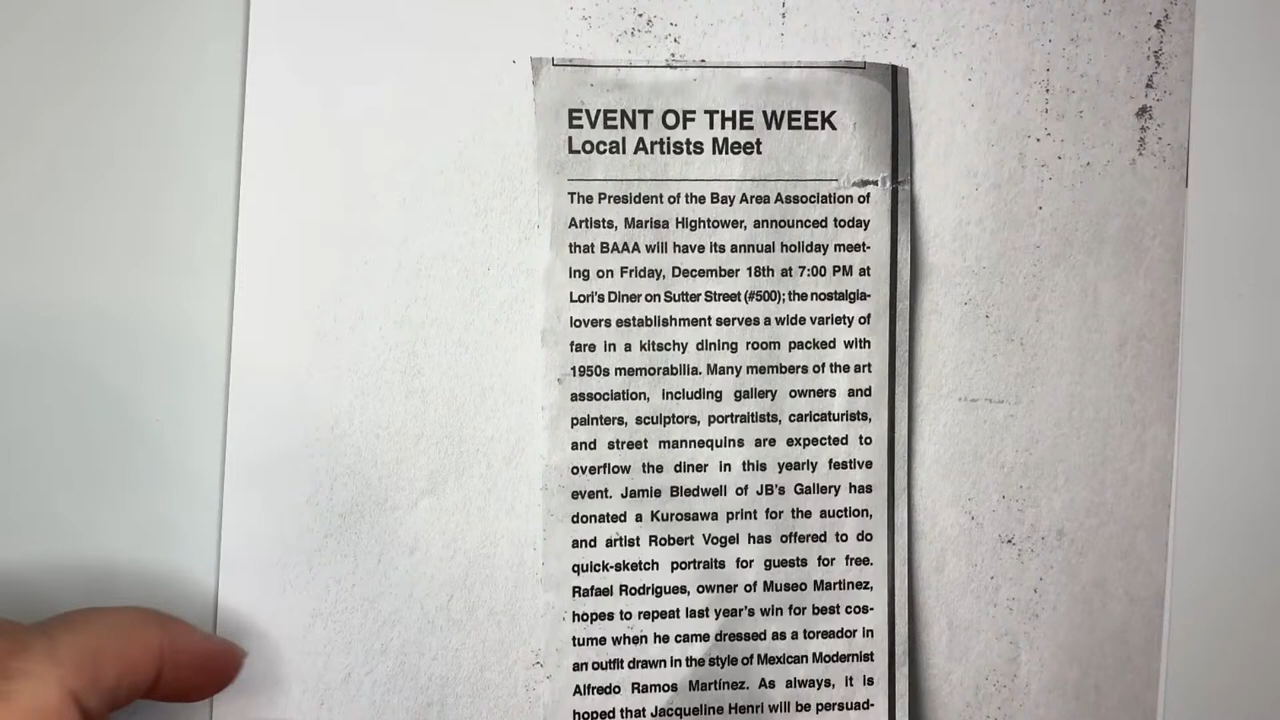 EVENT OF THE WEEK
Local Artists Meet
The President of the Bay Area Association of
Artists, Marisa Hightower, announced today
that BAAA will have its annual holiday meet-
ing on Friday, December 18th at 7:00 PM at
Lori's Diner on Sutter Street (#500); the nostalgia-
lovers establishment serves a wide variety of
fare in a kitschy dining room packed with
1950s memorabilia. Many members of the art
association, including gallery owners and
painters, sculptors, portraitists, caricaturists,
and street mannequins are expected to
overflow the diner in this yearly festive
event. Jamie Bledwell of JB's Gallery has
donated a Kurosawa print for the auction,
and artist Robert Vogel has offered to do
quick-sketch portraits for guests for free.
Rafael Rodrigues, owner of Museo Martinez,
hopes to repeat last year's win for best cos-
tume when he came dressed as a toreador in
an outfit drawn in the style of Mexican Modernist
Alfredo Ramos Martínez. As always, it is
hoped that Jacqueline Henri will be persuad-